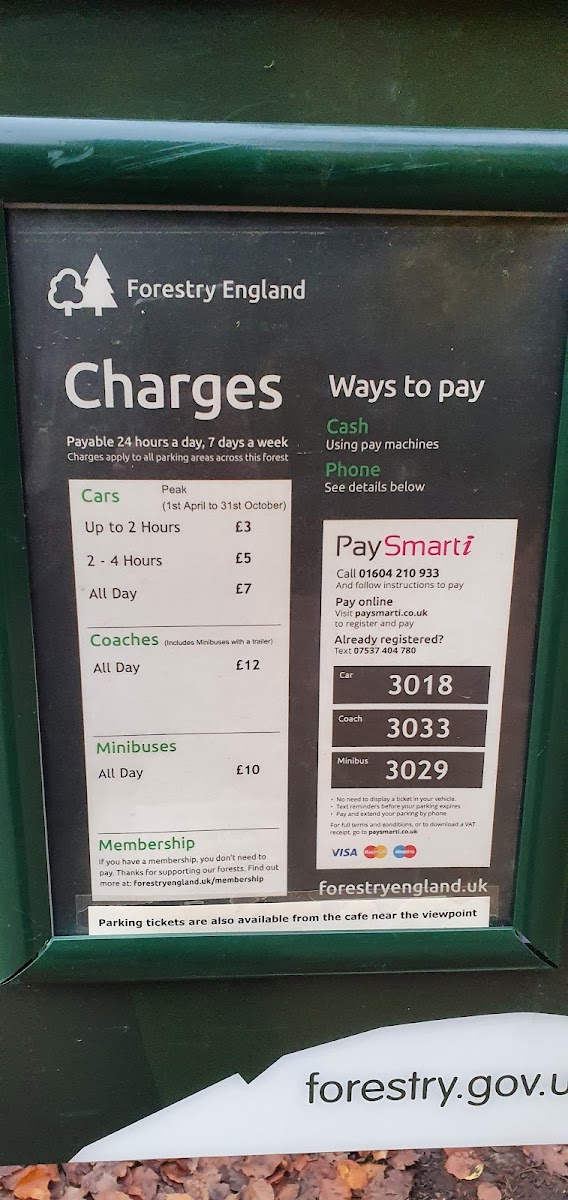 Forestry England
Charges
Payable 24 hours a day, 7 days a week
Charges apply to all parking areas across this forest
Cars
Peak
(1st April to 31st October)
Up to 2 Hours £3
2 - 4 Hours £5
All Day £7
Coaches (Includes Minibuses with a trailer)
All Day £12
Minibuses
All Day £10
Membership
If you have a membership, you don't need to
pay. Thanks for supporting our forests. Find out
more at: forestryengland.uk/membership
Ways to pay
Cash
Using pay machines
Phone
See details below
PaySmarti
Call 01604 210 933
And follow instructions to pay
Pay online
Visit paysmarti.co.uk
to register and pay
Already registered?
Text 07537 404 780
Car 3018
Coach 3033
Minibus 3029
• No need to display a ticket in your vehicle.
• Text reminders before your parking expires
• Pay and extend your parking by phone
For full terms and conditions, or to download a VAT
receipt, go to paysmarti.co.uk
VISA MasterCard Maestro
forestryengland.uk
Parking tickets are also available from the cafe near the viewpoint
forestry.gov.u